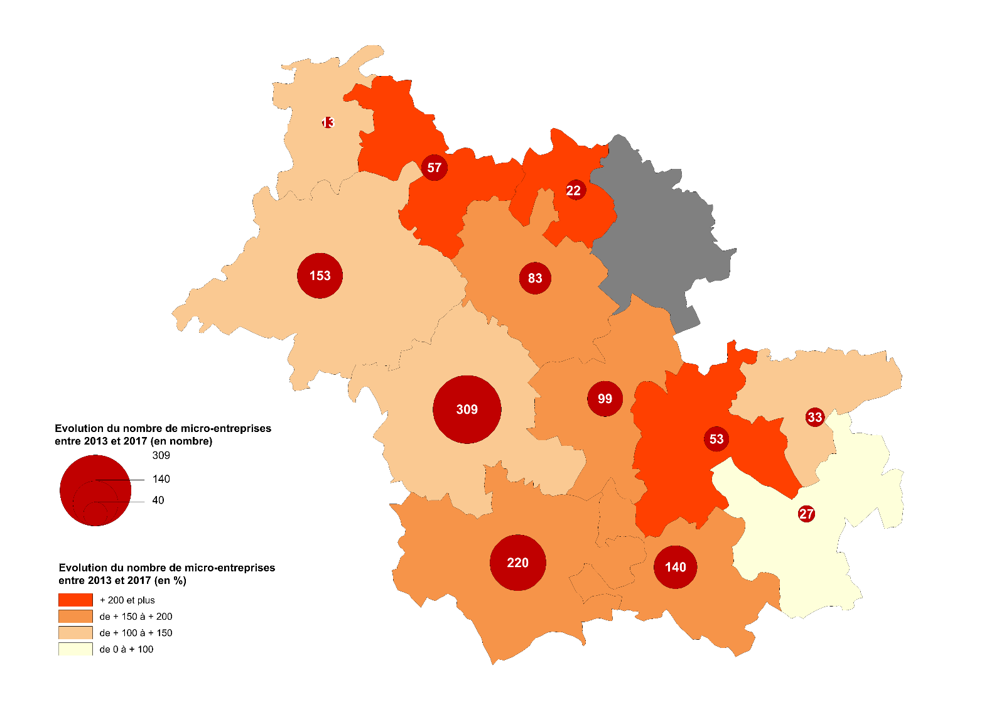 13
57
22
153
83
309
99
33
53
27
220
140
Evolution du nombre de micro-entreprises
entre 2013 et 2017 (en nombre)
309
140
40
Evolution du nombre de micro-entreprises
entre 2013 et 2017 (en %)
+ 200 et plus
de + 150 à + 200
de + 100 à + 150
de 0 à + 100